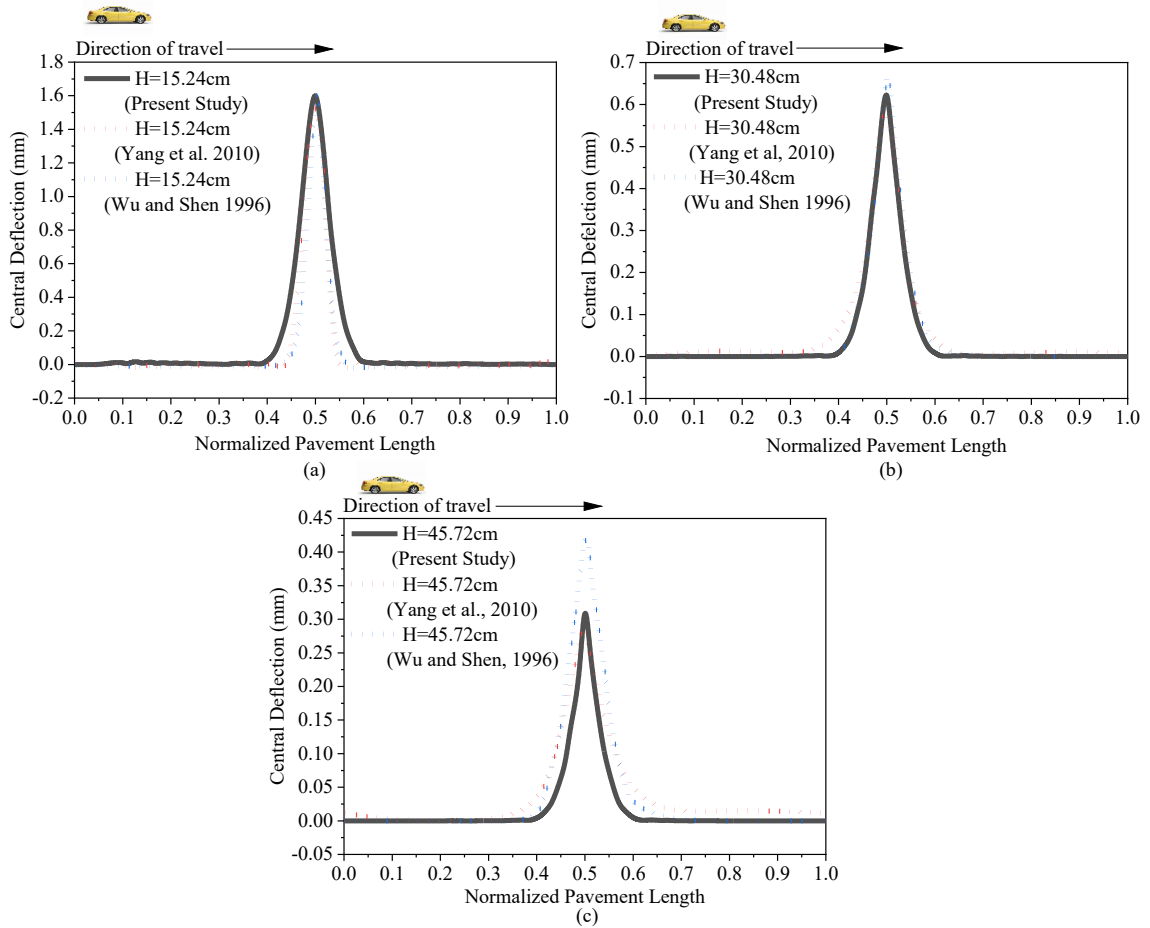 Direction of travel
1.8
1.6
1.4
1.2
1.0
0.8
0.6
0.4
0.2
0.0
-0.2
Central Deflection (mm)
H=15.24cm
(Present Study)
H=15.24cm
(Yang et al. 2010)
H=15.24cm
(Wu and Shen 1996)
0.0 0.1 0.2 0.3 0.4 0.5 0.6 0.7 0.8 0.9 1.0
Normalized Pavement Length
(a)
Direction of travel
0.7
0.6
0.5
0.4
0.3
0.2
0.1
0.0
-0.1
Central Defelction (mm)
H=30.48cm
(Present Study)
H=30.48cm
(Yang et al, 2010)
H=30.48cm
(Wu and Shen 1996)
0.0 0.1 0.2 0.3 0.4 0.5 0.6 0.7 0.8 0.9 1.0
Normalized Pavement Length
(b)
Direction of travel
0.45
0.40
0.35
0.30
0.25
0.20
0.15
0.10
0.05
0.00
-0.05
Central Deflection (mm)
H=45.72cm
(Present Study)
H=45.72cm
(Yang et al., 2010)
H=45.72cm
(Wu and Shen, 1996)
0.0 0.1 0.2 0.3 0.4 0.5 0.6 0.7 0.8 0.9 1.0
Normalized Pavement Length
(c)